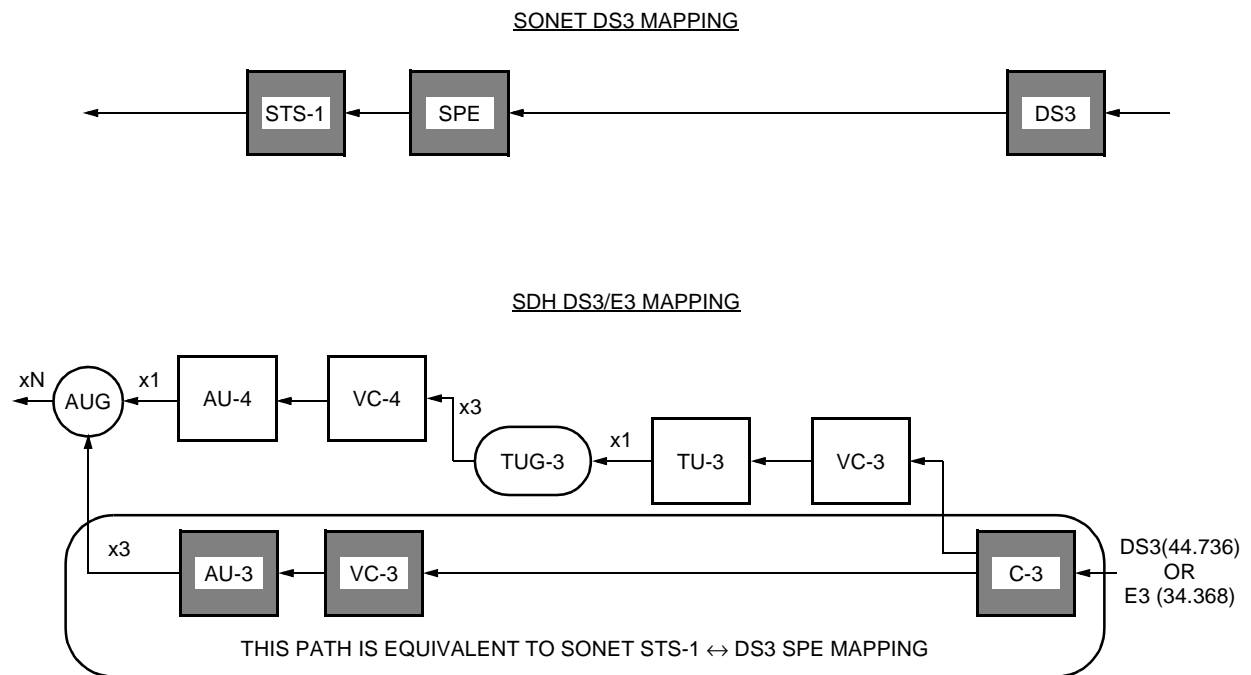 SONET DS3 MAPPING
STS-1
SPE
DS3
SDH DS3/E3 MAPPING
xN
AUG
x1
AU-4
VC-4
x3
TUG-3
x1
TU-3
VC-3
x3
AU-3
VC-3
C-3
DS3(44.736)
OR
E3 (34.368)
THIS PATH IS EQUIVALENT TO SONET STS-1 ↔ DS3 SPE MAPPING